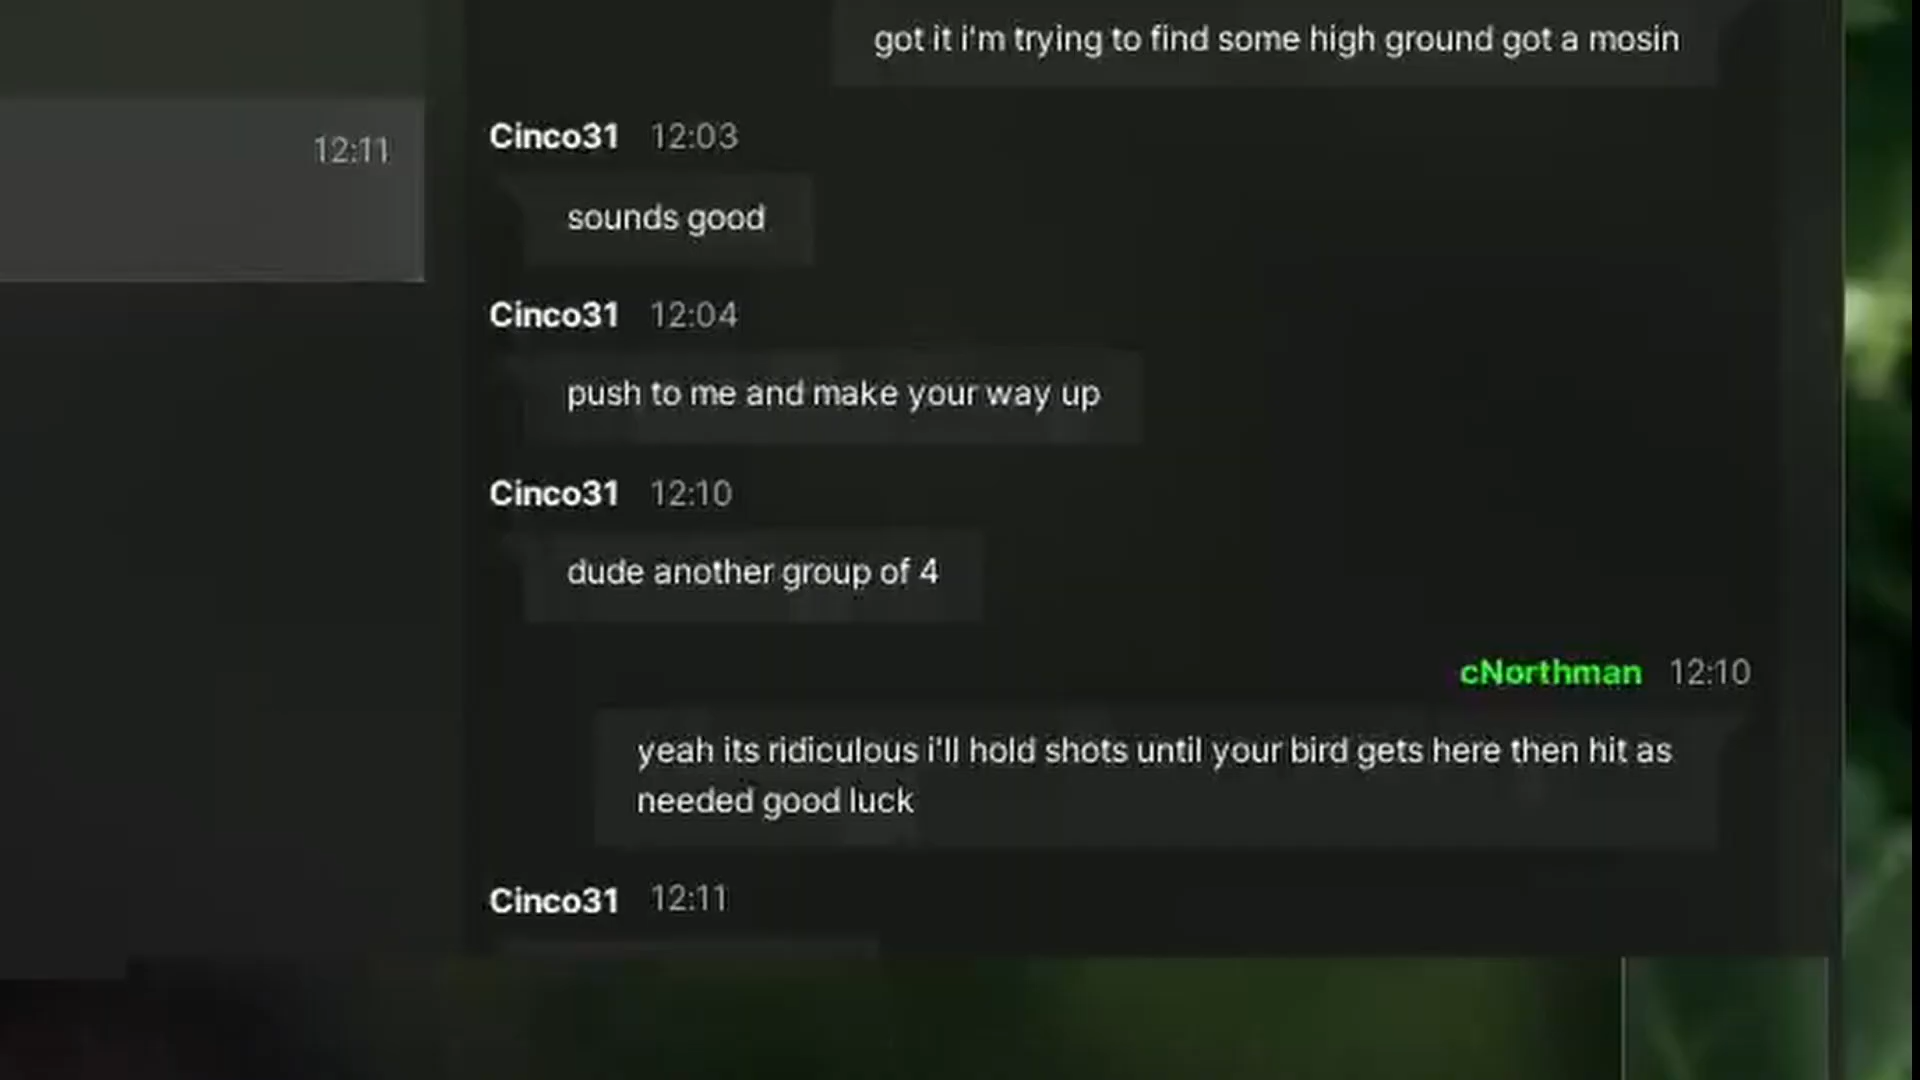 got it i'm trying to find some high ground got a mosin
12:11
Cinco31 12:03
sounds good
Cinco31 12:04
push to me and make your way up
Cinco31 12:10
dude another group of 4
cNorthman 12:10
yeah its ridiculous i'll hold shots until your bird gets here then hit as
needed good luck
Cinco31 12:11